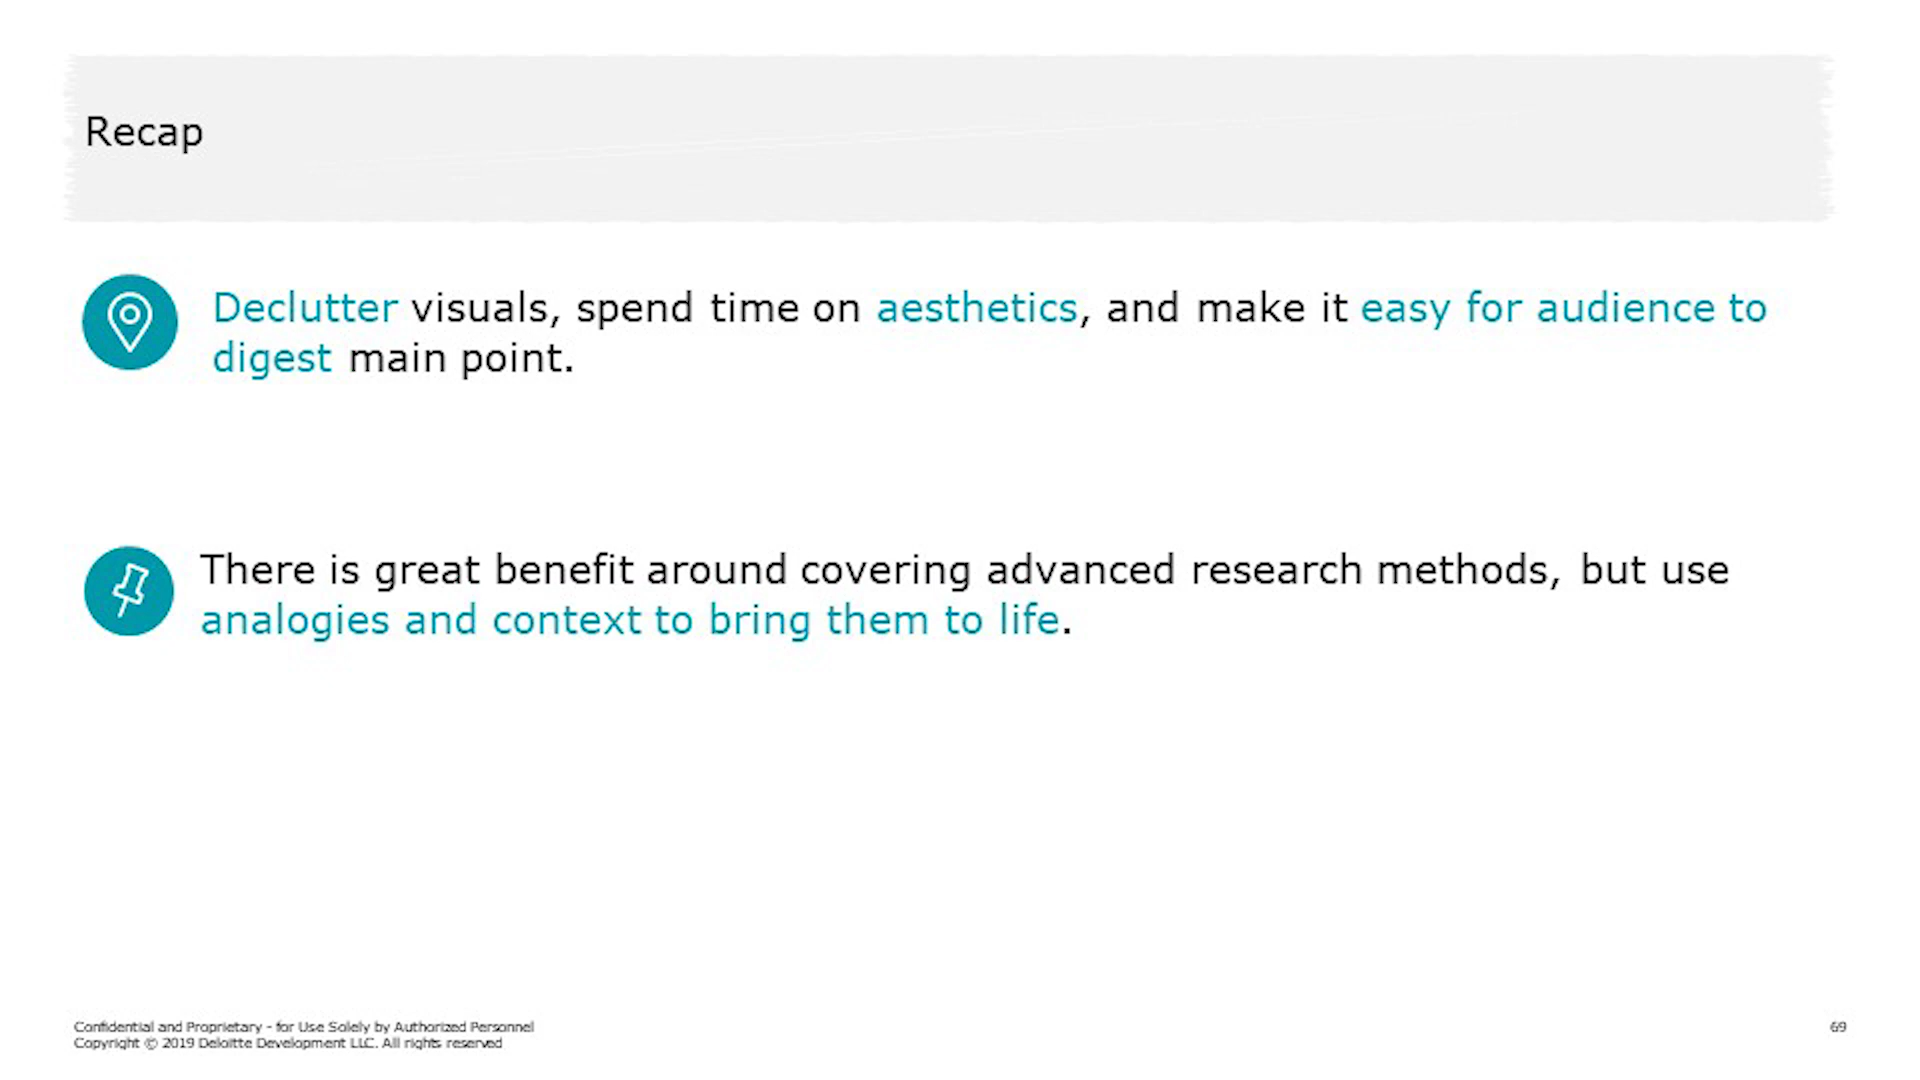 Recap
Declutter visuals, spend time on aesthetics, and make it easy for audience to
digest main point.
There is great benefit around covering advanced research methods, but use
analogies and context to bring them to life.
Confidential and Proprietary - for Use Solely by Authorized Personnel
Copyright © 2019 Deloitte Development LLC. All rights reserved
69